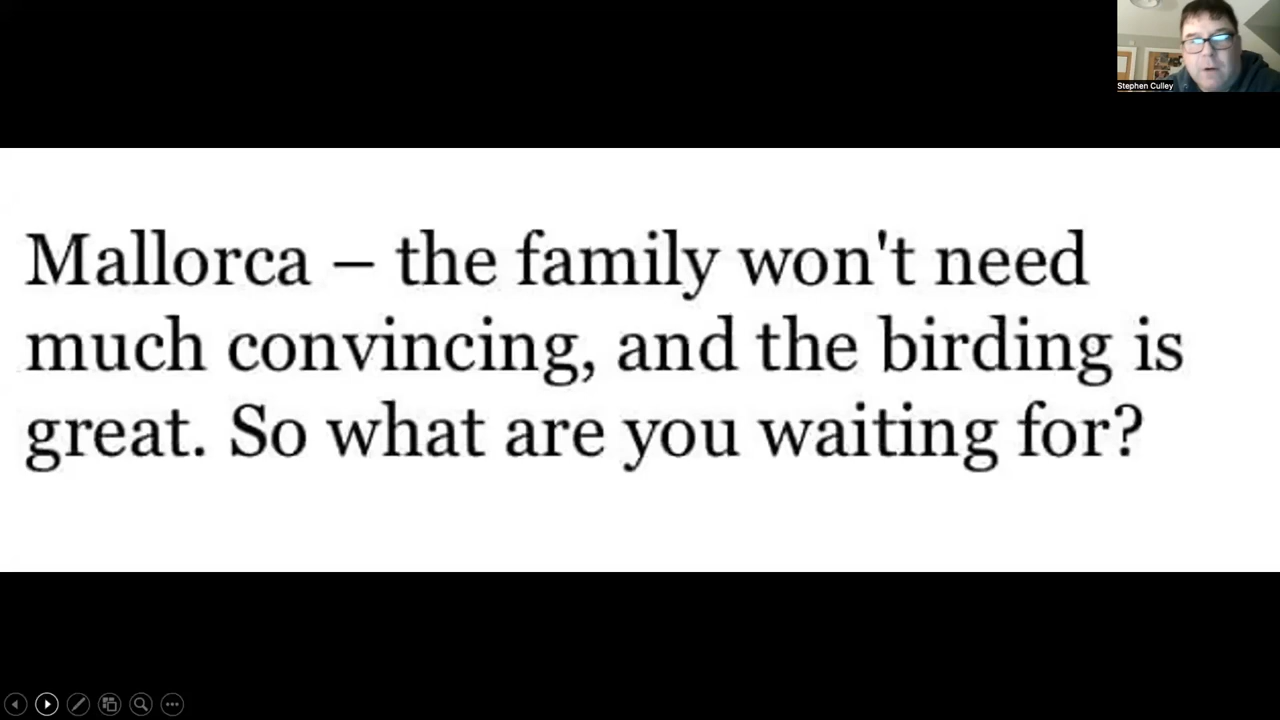 Stephen Culley
Mallorca – the family won't need
much convincing, and the birding is
great. So what are you waiting for?